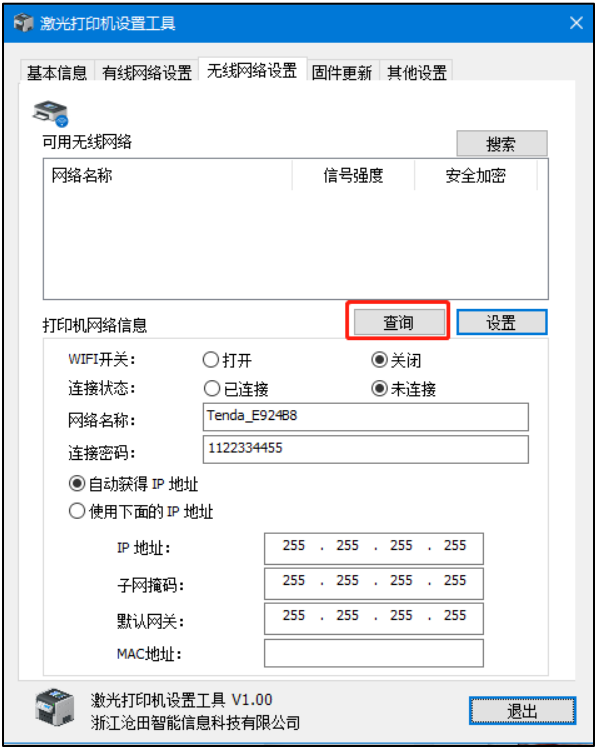 激光打印机设置工具
基本信息 有线网络设置 无线网络设置 固件更新 其他设置
可用无线网络 搜索
网络名称 信号强度 安全加密
打印机网络信息 查询 设置
WIFI开关: 打开 关闭
连接状态: 已连接 未连接
网络名称: Tenda_E924B8
连接密码: 1122334455
自动获得 IP 地址
使用下面的 IP 地址
IP 地址: 255 . 255 . 255 . 255
子网掩码: 255 . 255 . 255 . 255
默认网关: 255 . 255 . 255 . 255
MAC地址:
激光打印机设置工具 V1.00
浙江沧田智能信息科技有限公司
退出